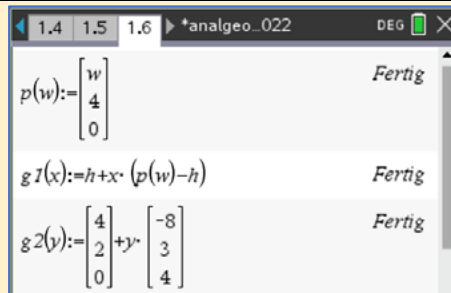 1.4 1.5 1.6 *analgeo...022 DEG
p(w):=[w 4 0] Fertig
g1(x):=h+x·(p(w)−h) Fertig
g2(y):=[4 2 0]+y·[-8 3 4] Fertig